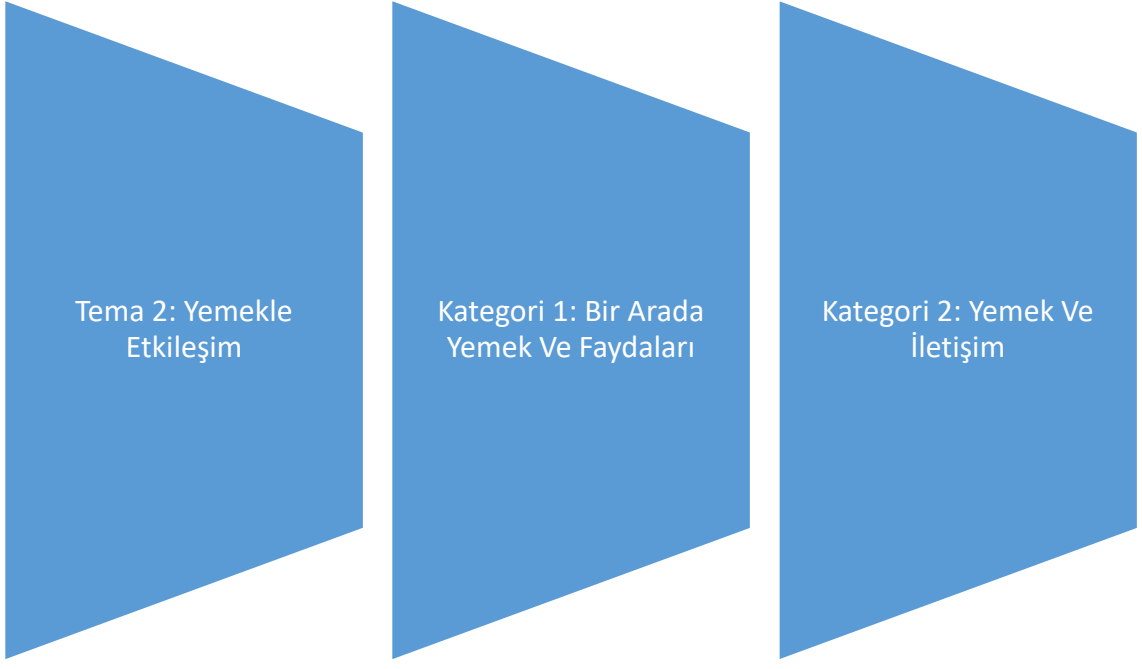 Tema 2: Yemekle
Etkileşim
Kategori 1: Bir Arada
Yemek Ve Faydaları
Kategori 2: Yemek Ve
İletişim